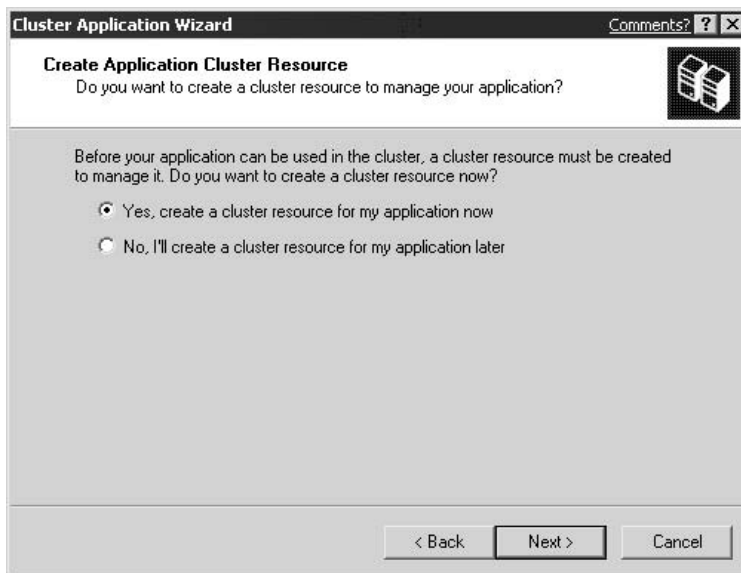 Cluster Application Wizard Comments? ? X
Create Application Cluster Resource
Do you want to create a cluster resource to manage your application?
Before your application can be used in the cluster, a cluster resource must be created
to manage it. Do you want to create a cluster resource now?
Yes, create a cluster resource for my application now
No, I'll create a cluster resource for my application later
< Back Next > Cancel